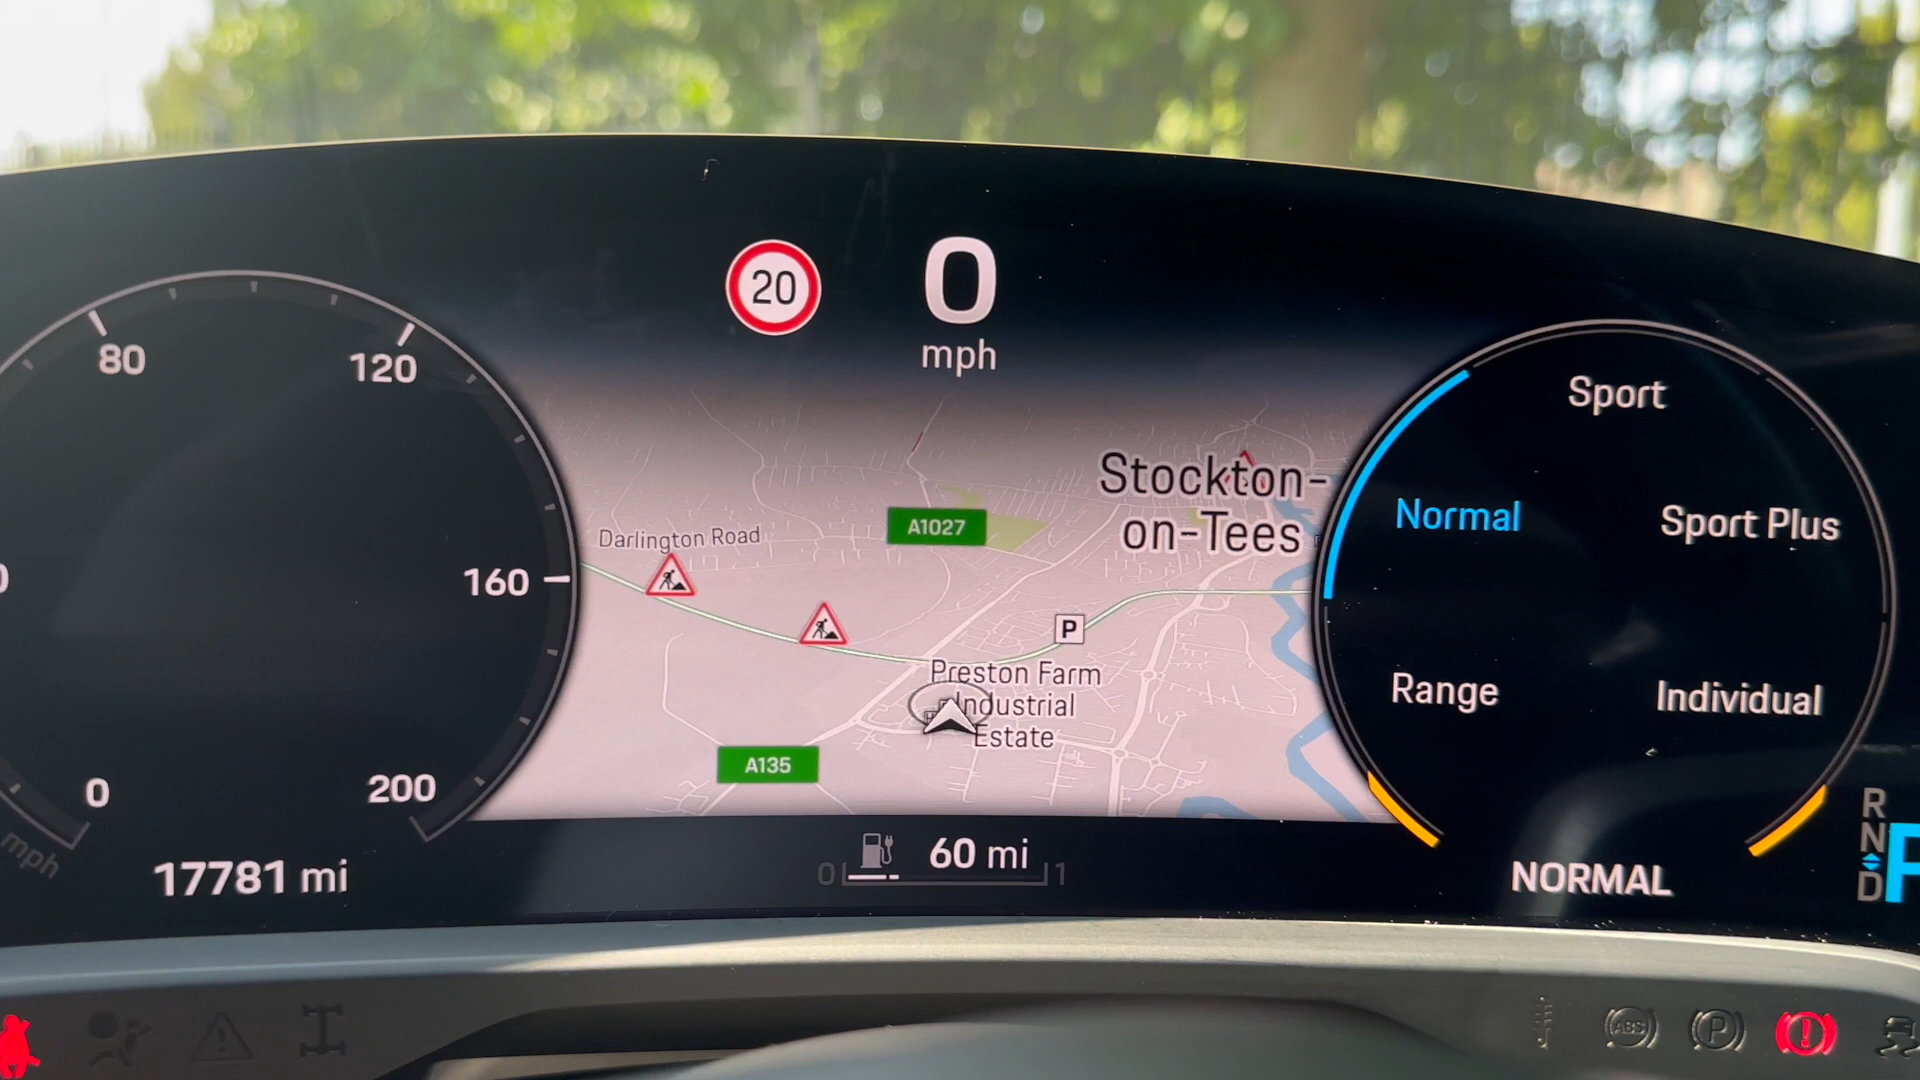 20
0
mph
80
120
160
0
200
mph
17781 mi
Stockton-
on-Tees
Darlington Road
A1027
P
Preston Farm
Industrial
Estate
A135
0
60 mi
1
Sport
Normal
Sport Plus
Range
Individual
NORMAL
R
N
D
P
ABS
P